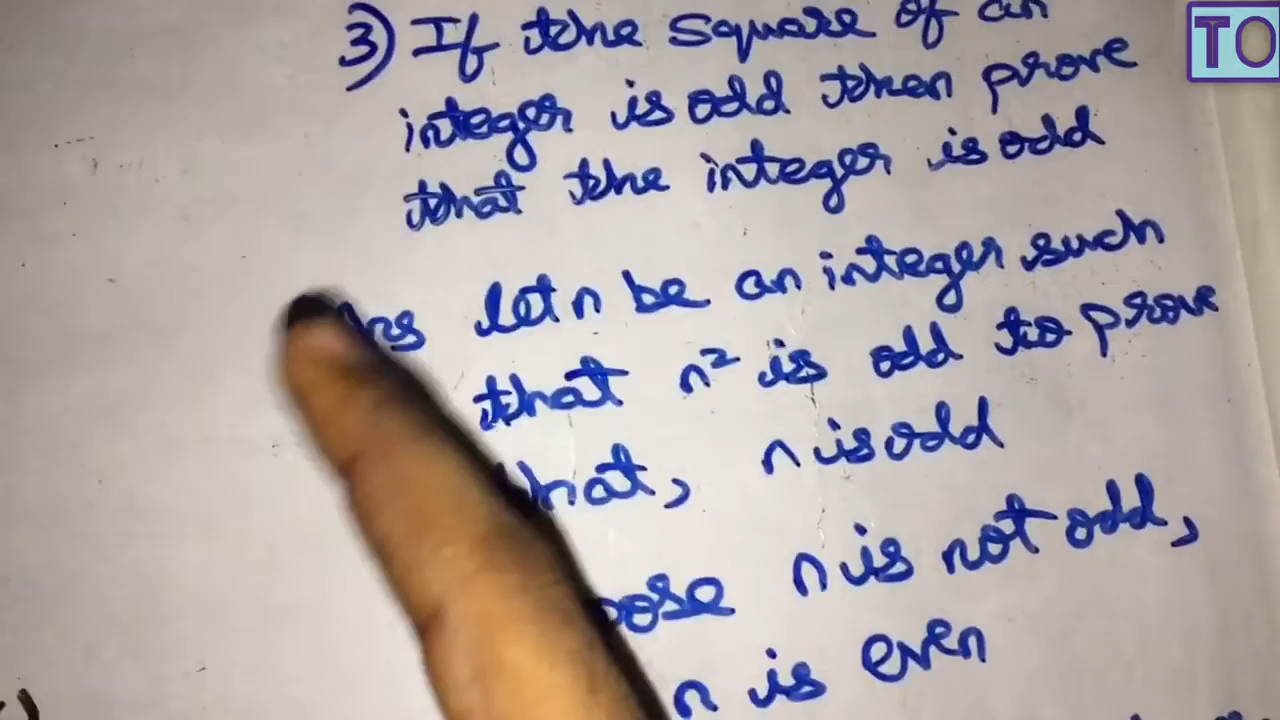 3) If the square of an
integer is odd then prove
that the integer is odd
let n be an integer such
that n² is odd to prove
n is odd
n is not odd,
n is even
TO